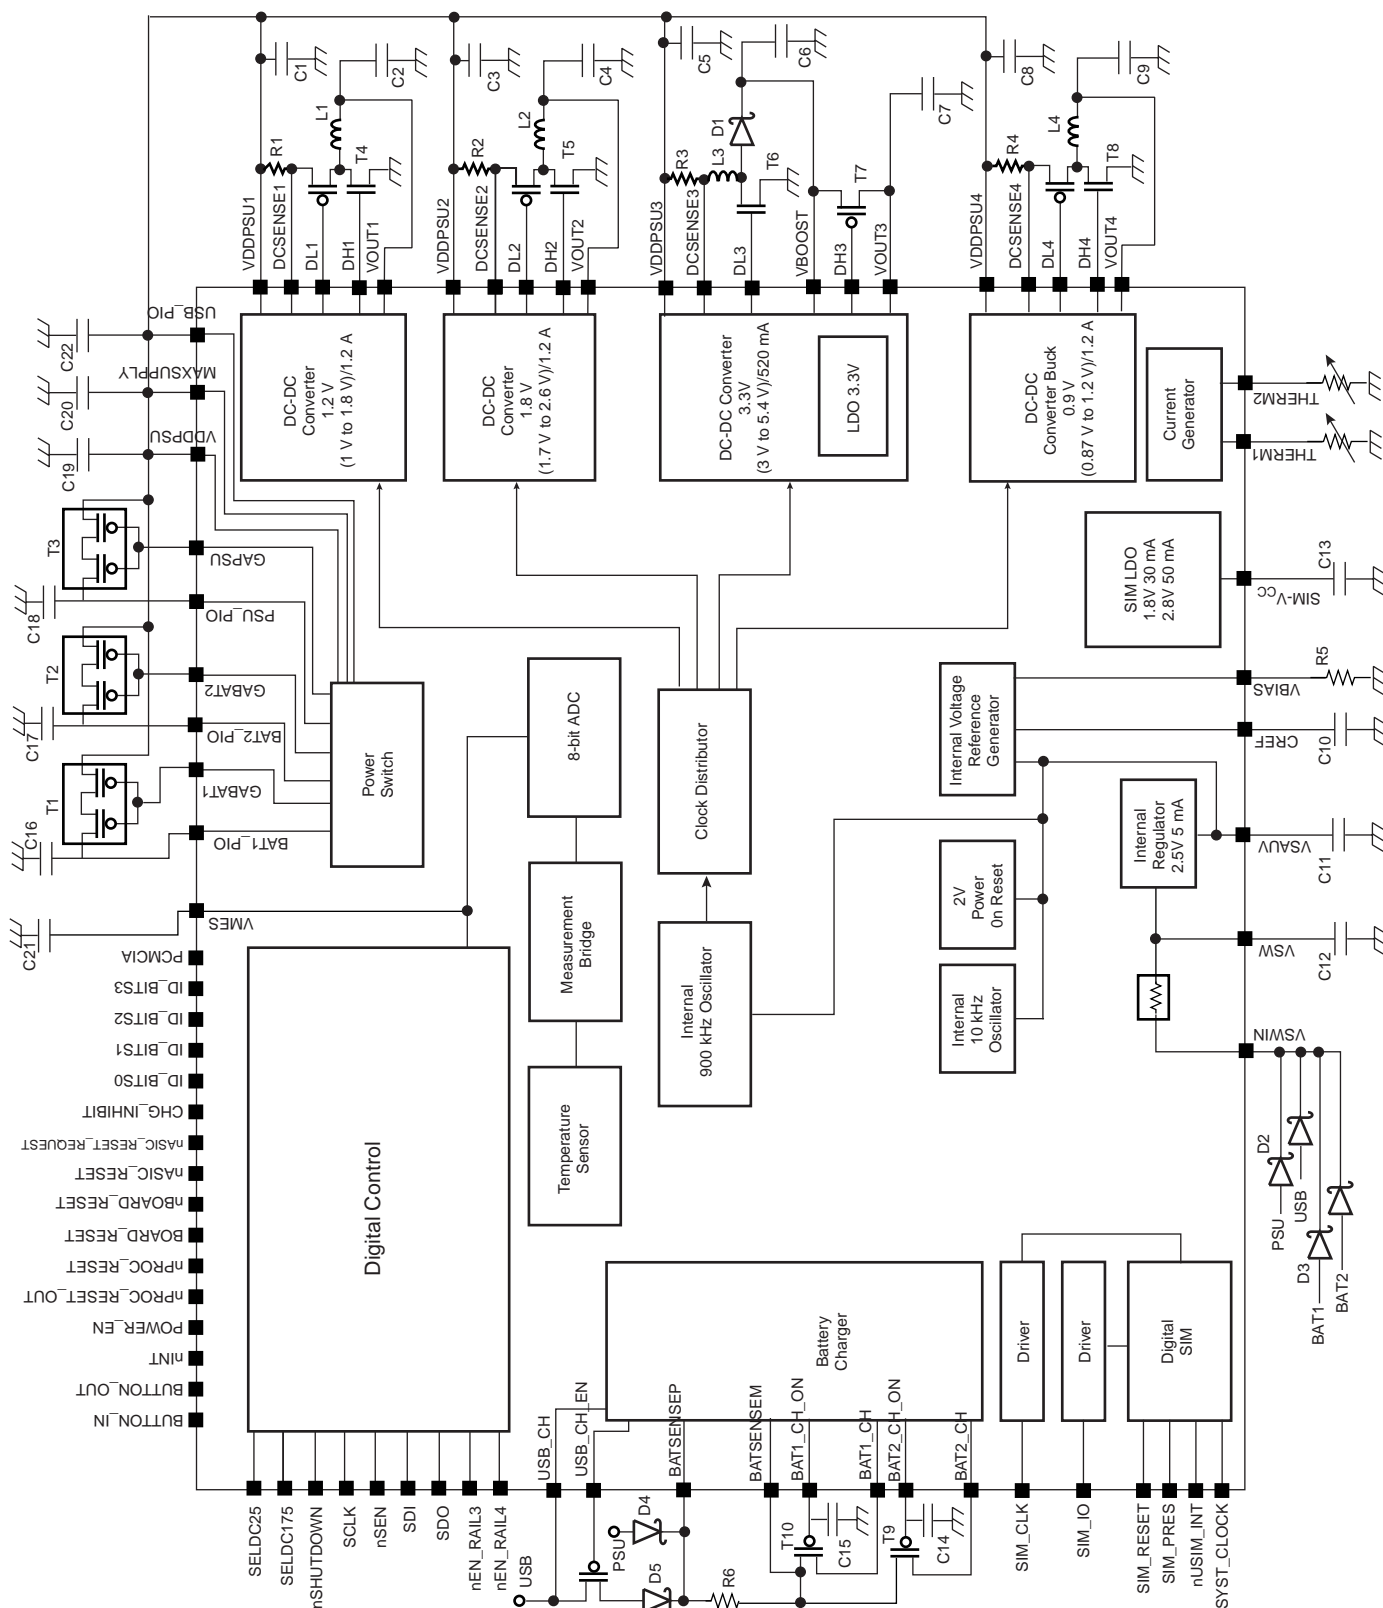 C1
C2
C3
C4
C5
C6
C7
C8
C9
R1
L1
T4
R2
L2
T5
R3
L3
D1
T6
T7
R4
L4
T8
VDDPSU1
DCSENSE1
DL1
DH1
VOUT1
VDDPSU2
DCSENSE2
DL2
DH2
VOUT2
VDDPSU3
DCSENSE3
DL3
VBOOST
DH3
VOUT3
VDDPSU4
DCSENSE4
DL4
DH4
VOUT4
C22
C20
C19
T3
C18
T2
C17
T1
C16
C21
USB_PIO
MAXSUPPLY
VDDPSU
GAPSU
PSU_PIO
GABAT2
BAT2_PIO
GABAT1
BAT1_PIO
VMES
PCMCIA
ID_BITS3
ID_BITS2
ID_BITS1
ID_BITS0
CHG_INHIBIT
nASIC_RESET_REQUEST
nASIC_RESET
nBOARD_RESET
BOARD_RESET
nPROC_RESET
nPROC_RESET_OUT
POWER_EN
nINT
BUTTON_OUT
BUTTON_IN
DC-DC
Converter
1.2 V
(1 V to 1.8 V)/1.2 A
DC-DC
Converter
1.8 V
(1.7 V to 2.6 V)/1.2 A
DC-DC Converter
3.3V
(3 V to 5.4 V)/520 mA
LDO 3.3V
DC-DC
Converter Buck
0.9 V
(0.87 V to 1.2 V)/1.2 A
Current
Generator
THERM2
THERM1
SIM LDO
1.8V 30 mA
2.8V 50 mA
SIM-VCC
C13
Power
Switch
8-bit ADC
Clock Distributor
Internal Voltage
Reference
Generator
VBIAS
R5
CREF
C10
Internal
Regulator
2.5V 5 mA
VSAUV
C11
VSW
C12
Measurement
Bridge
Internal
900 kHz Oscillator
2V
Power
0n Reset
Internal
10 kHz
Oscillator
VSWIN
Temperature
Sensor
Digital Control
D2
PSU
USB
D3
BAT1
BAT2
Battery
Charger
Driver
Driver
Digital
SIM
USB_CH
USB_CH_EN
BATSENSEP
BATSENSEM
BAT1_CH_ON
BAT1_CH
BAT2_CH_ON
BAT2_CH
SELDC25
SELDC175
nSHUTDOWN
SCLK
nSEN
SDI
SDO
nEN_RAIL3
nEN_RAIL4
USB
PSU
D4
D5
R6
T10
C15
T9
C14
SIM_CLK
SIM_IO
SIM_RESET
SIM_PRES
nUSIM_INT
SYST_CLOCK